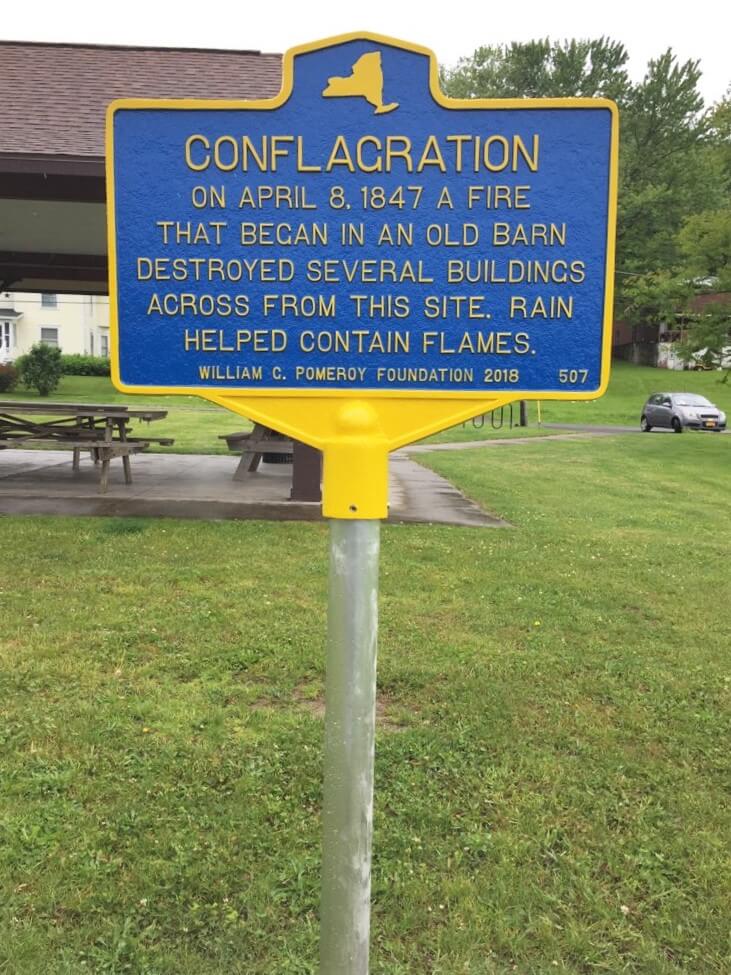 CONFLAGRATION
ON APRIL 8, 1847 A FIRE
THAT BEGAN IN AN OLD BARN
DESTROYED SEVERAL BUILDINGS
ACROSS FROM THIS SITE. RAIN
HELPED CONTAIN FLAMES.
WILLIAM G. POMEROY FOUNDATION 2018 507